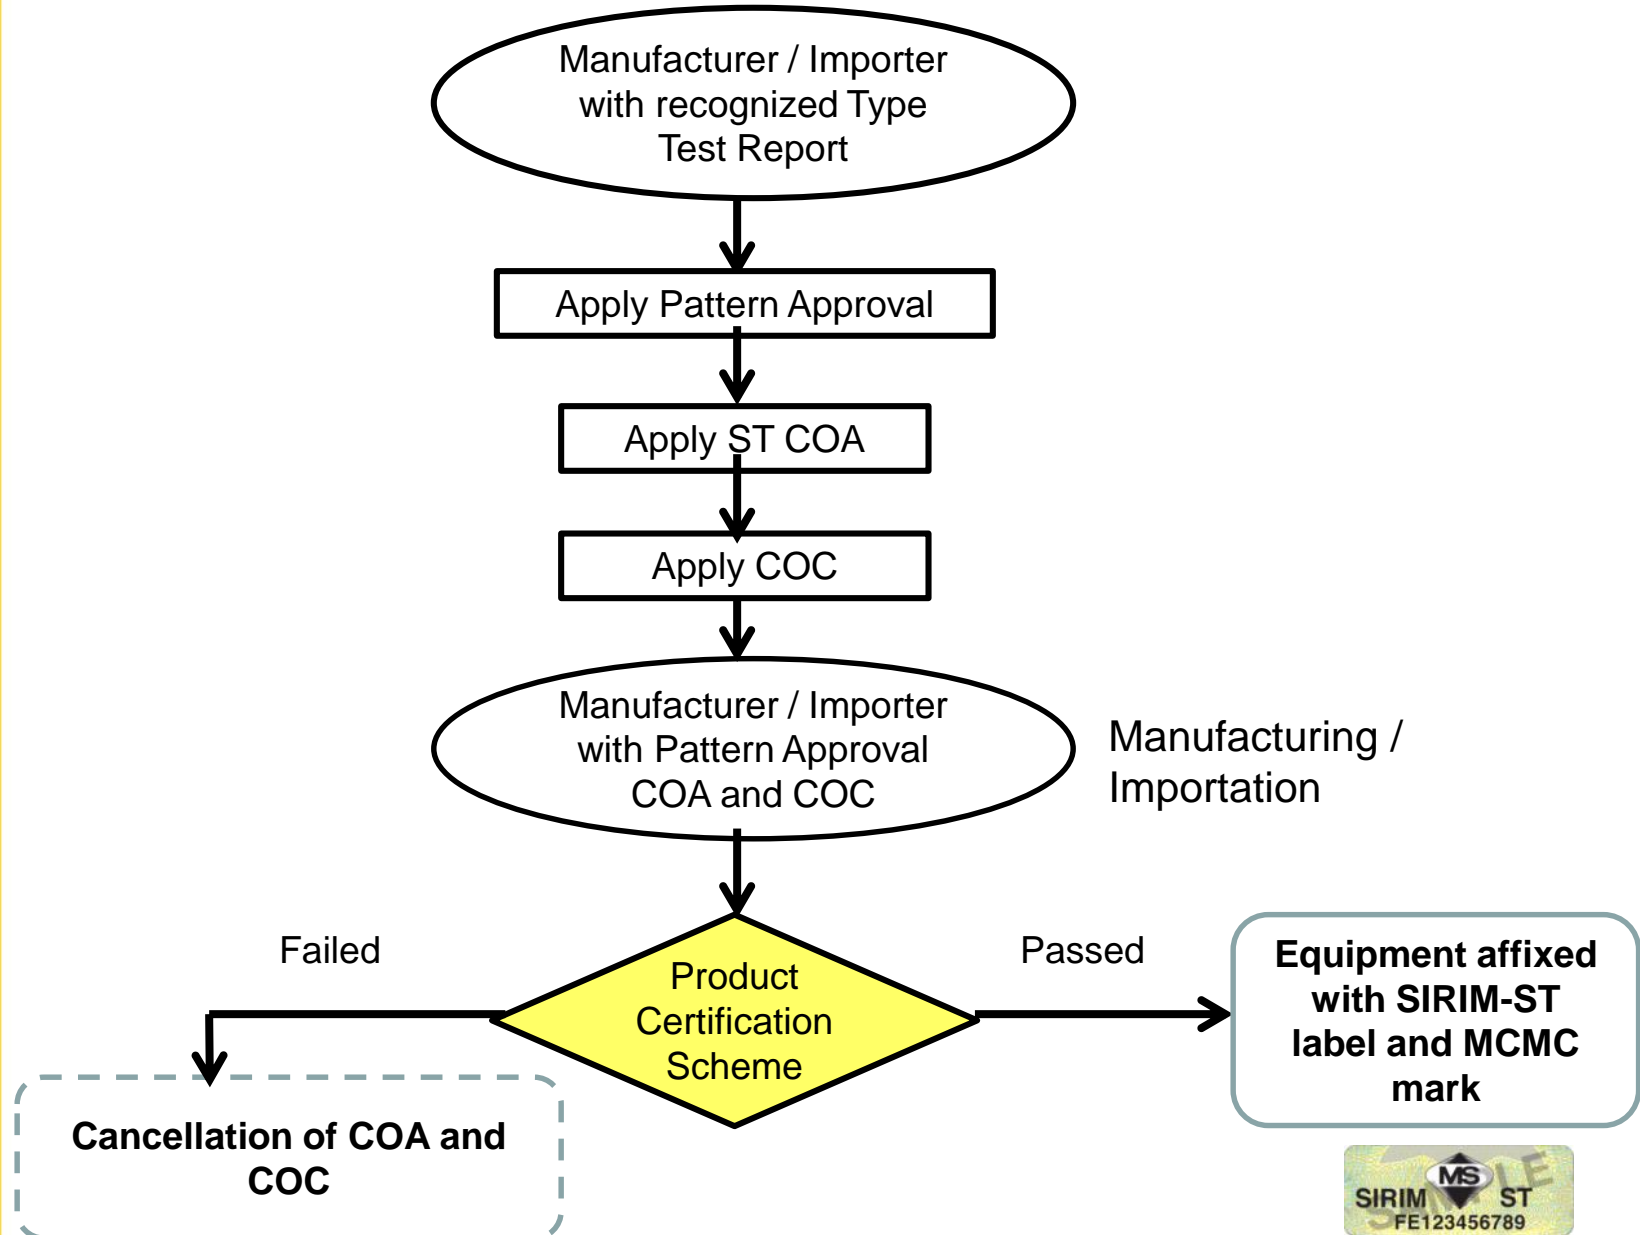 Manufacturer / Importer
with recognized Type
Test Report
Apply Pattern Approval
Apply ST COA
Apply COC
Manufacturer / Importer
with Pattern Approval
COA and COC
Manufacturing /
Importation
Failed
Product
Certification
Scheme
Passed
Equipment affixed
with SIRIM-ST
label and MCMC
mark
Cancellation of COA and
COC
SAMPLE
MS
SIRIM ST
FE123456789